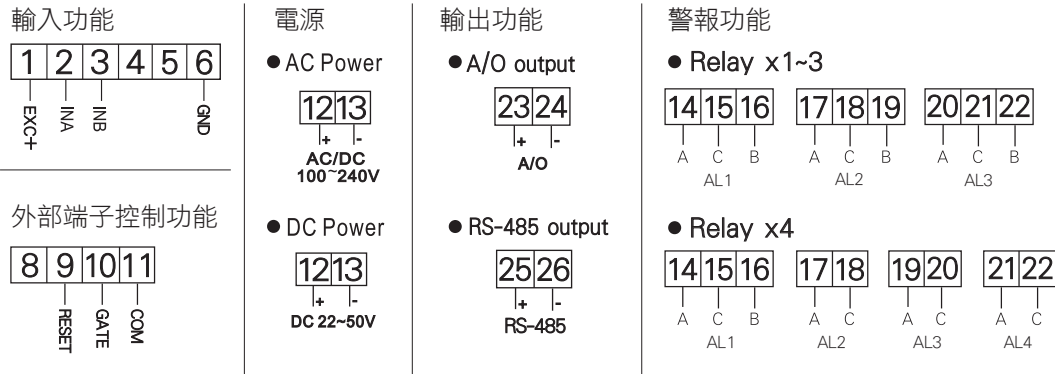 輸入功能
1 2 3 4 5 6
EXC+ INA INB GND
外部端子控制功能
8 9 10 11
RESET GATE COM
電源
● AC Power
12 13
+ -
AC/DC
100~240V
● DC Power
12 13
+ -
DC 22~50V
輸出功能
● A/O output
23 24
+ -
A/O
● RS-485 output
25 26
+ -
RS-485
警報功能
● Relay x1~3
14 15 16 17 18 19 20 21 22
A C B A C B A C B
AL1 AL2 AL3
● Relay x4
14 15 16 17 18 19 20 21 22
A C B A C A C A C
AL1 AL2 AL3 AL4